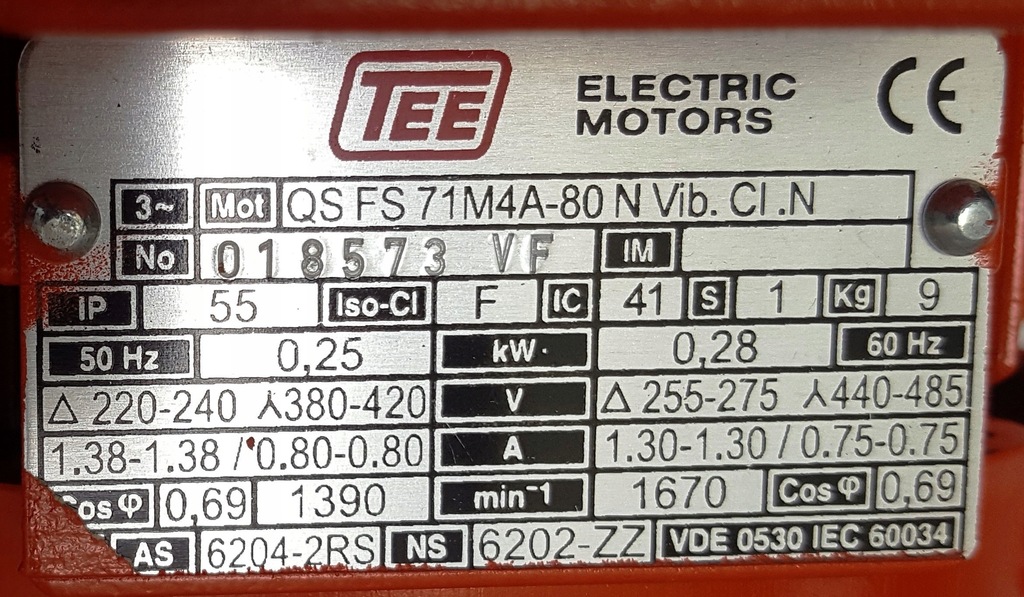 TEE ELECTRIC MOTORS CE
3~ Mot QS FS 71M4A-80 N Vib. Cl .N
No 018573 VF IM
IP 55 Iso-Cl F IC 41 S 1 Kg 9
50 Hz 0,25 kW. 0,28 60 Hz
Δ 220-240 ⅄380-420 V Δ 255-275 ⅄440-485
1.38-1.38 / 0.80-0.80 A 1.30-1.30 / 0.75-0.75
Cos φ 0,69 1390 min⁻¹ 1670 Cos φ 0,69
AS 6204-2RS NS 6202-ZZ VDE 0530 IEC 60034